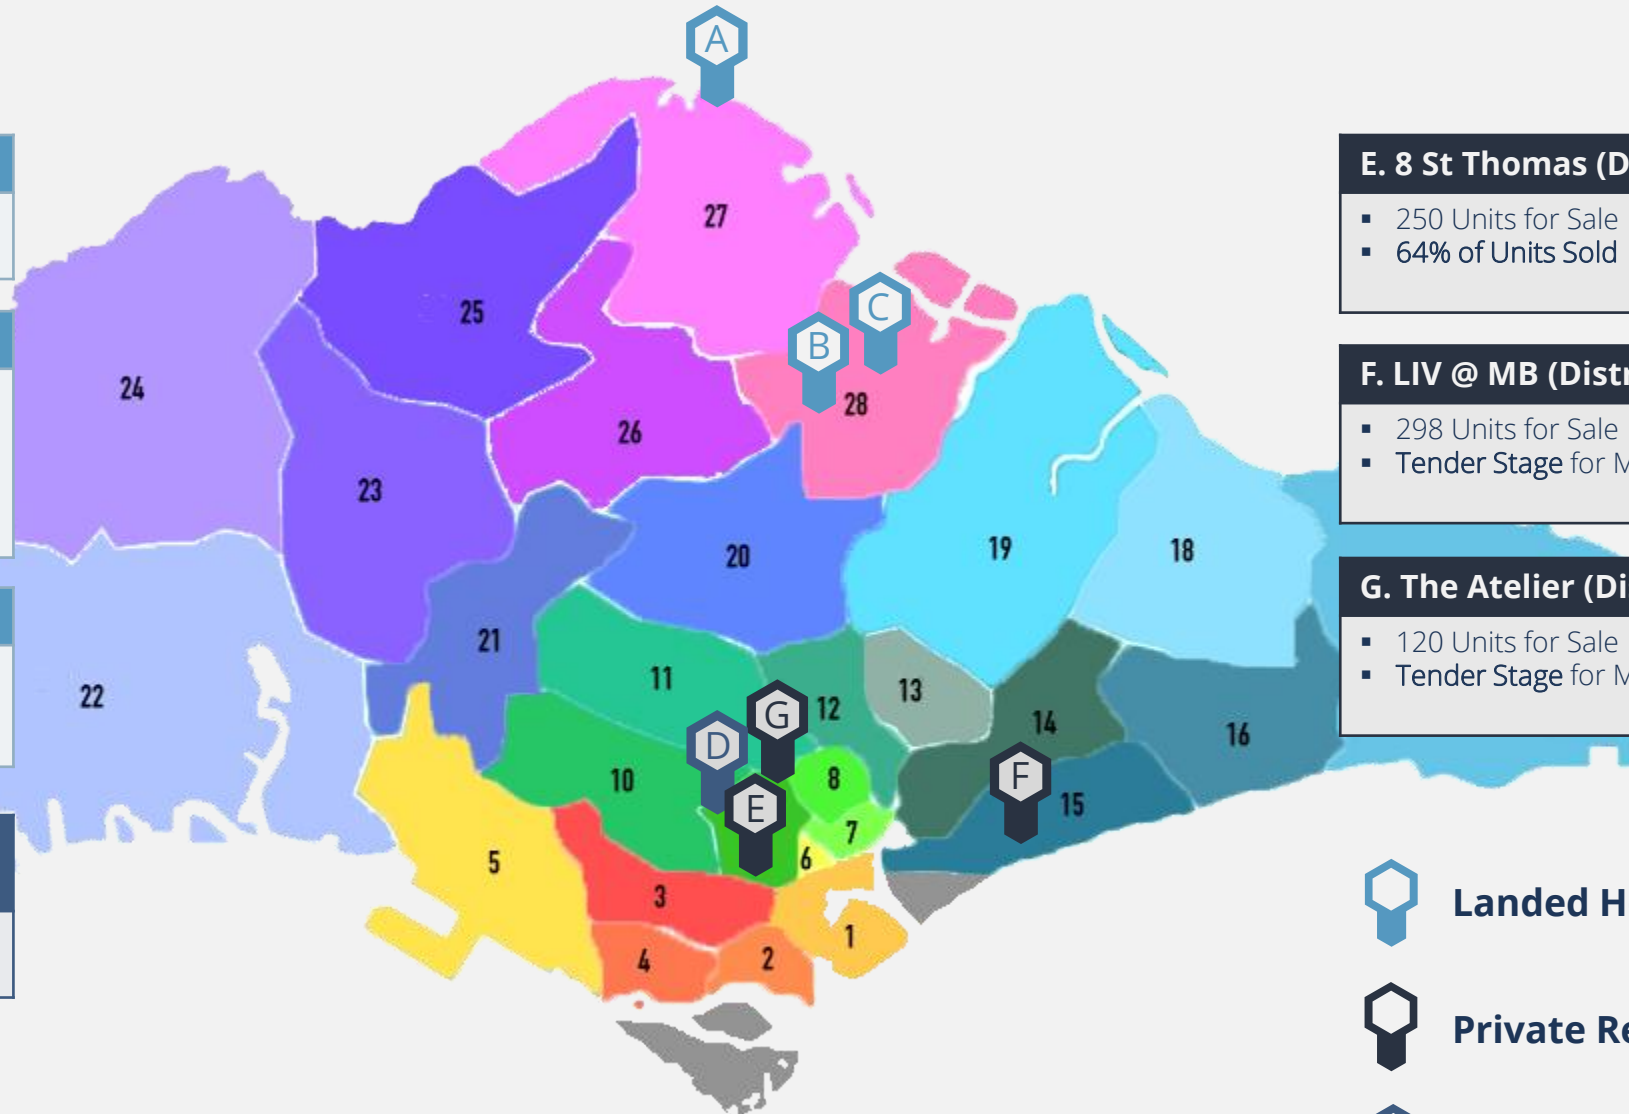 A
27
25
24
C
B
28
26
23
20
19
18
21
22
11
12
13
14
16
G
D
10
8
F
E
15
7
6
5
3
1
4
2
E. 8 St Thomas (D
▪ 250 Units for Sale
▪ 64% of Units Sold
F. LIV @ MB (Distr
▪ 298 Units for Sale
▪ Tender Stage for M
G. The Atelier (Di
▪ 120 Units for Sale
▪ Tender Stage for M
Landed H
Private Re